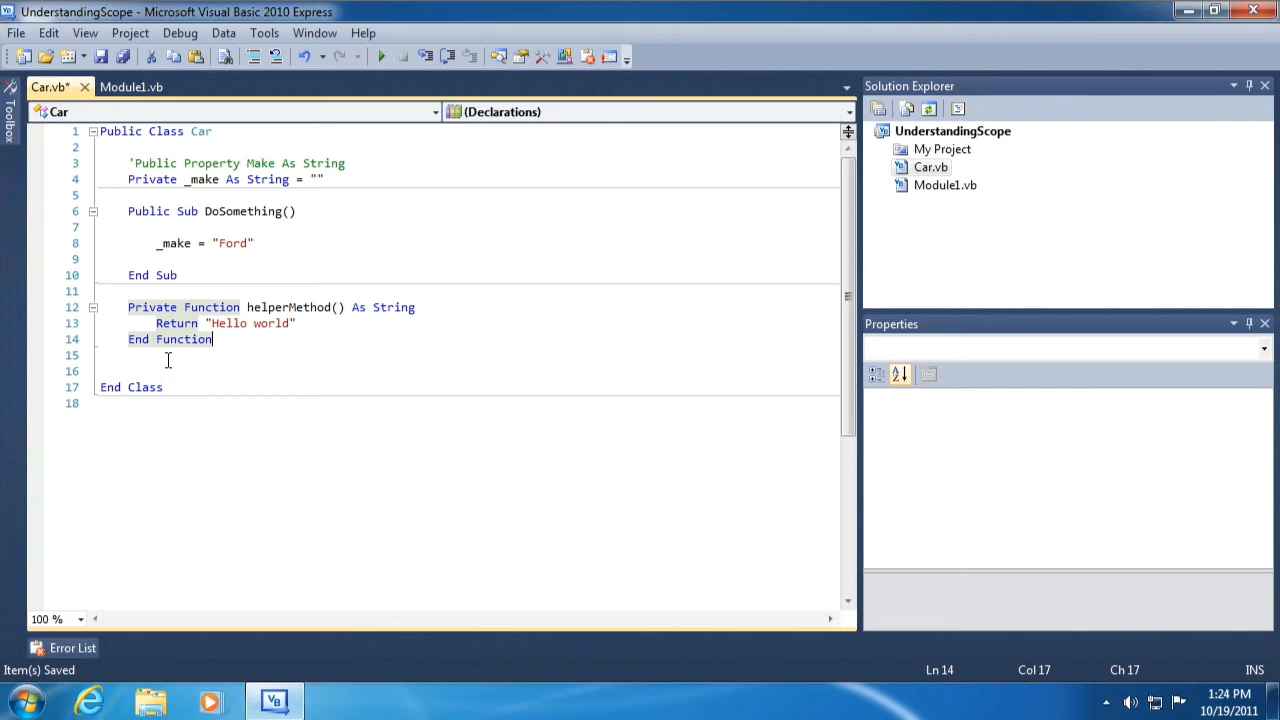 UnderstandingScope - Microsoft Visual Basic 2010 Express
File Edit View Project Debug Data Tools Window Help
Car.vb* Module1.vb
Toolbox
Car
(Declarations)
1 Public Class Car
2
3 'Public Property Make As String
4 Private _make As String = ""
5
6 Public Sub DoSomething()
7
8 _make = "Ford"
9
10 End Sub
11
12 Private Function helperMethod() As String
13 Return "Hello world"
14 End Function
15
16
17 End Class
18
100 %
Error List
Solution Explorer
UnderstandingScope
My Project
Car.vb
Module1.vb
Properties
Item(s) Saved
Ln 14 Col 17 Ch 17 INS
VB
1:24 PM
10/19/2011